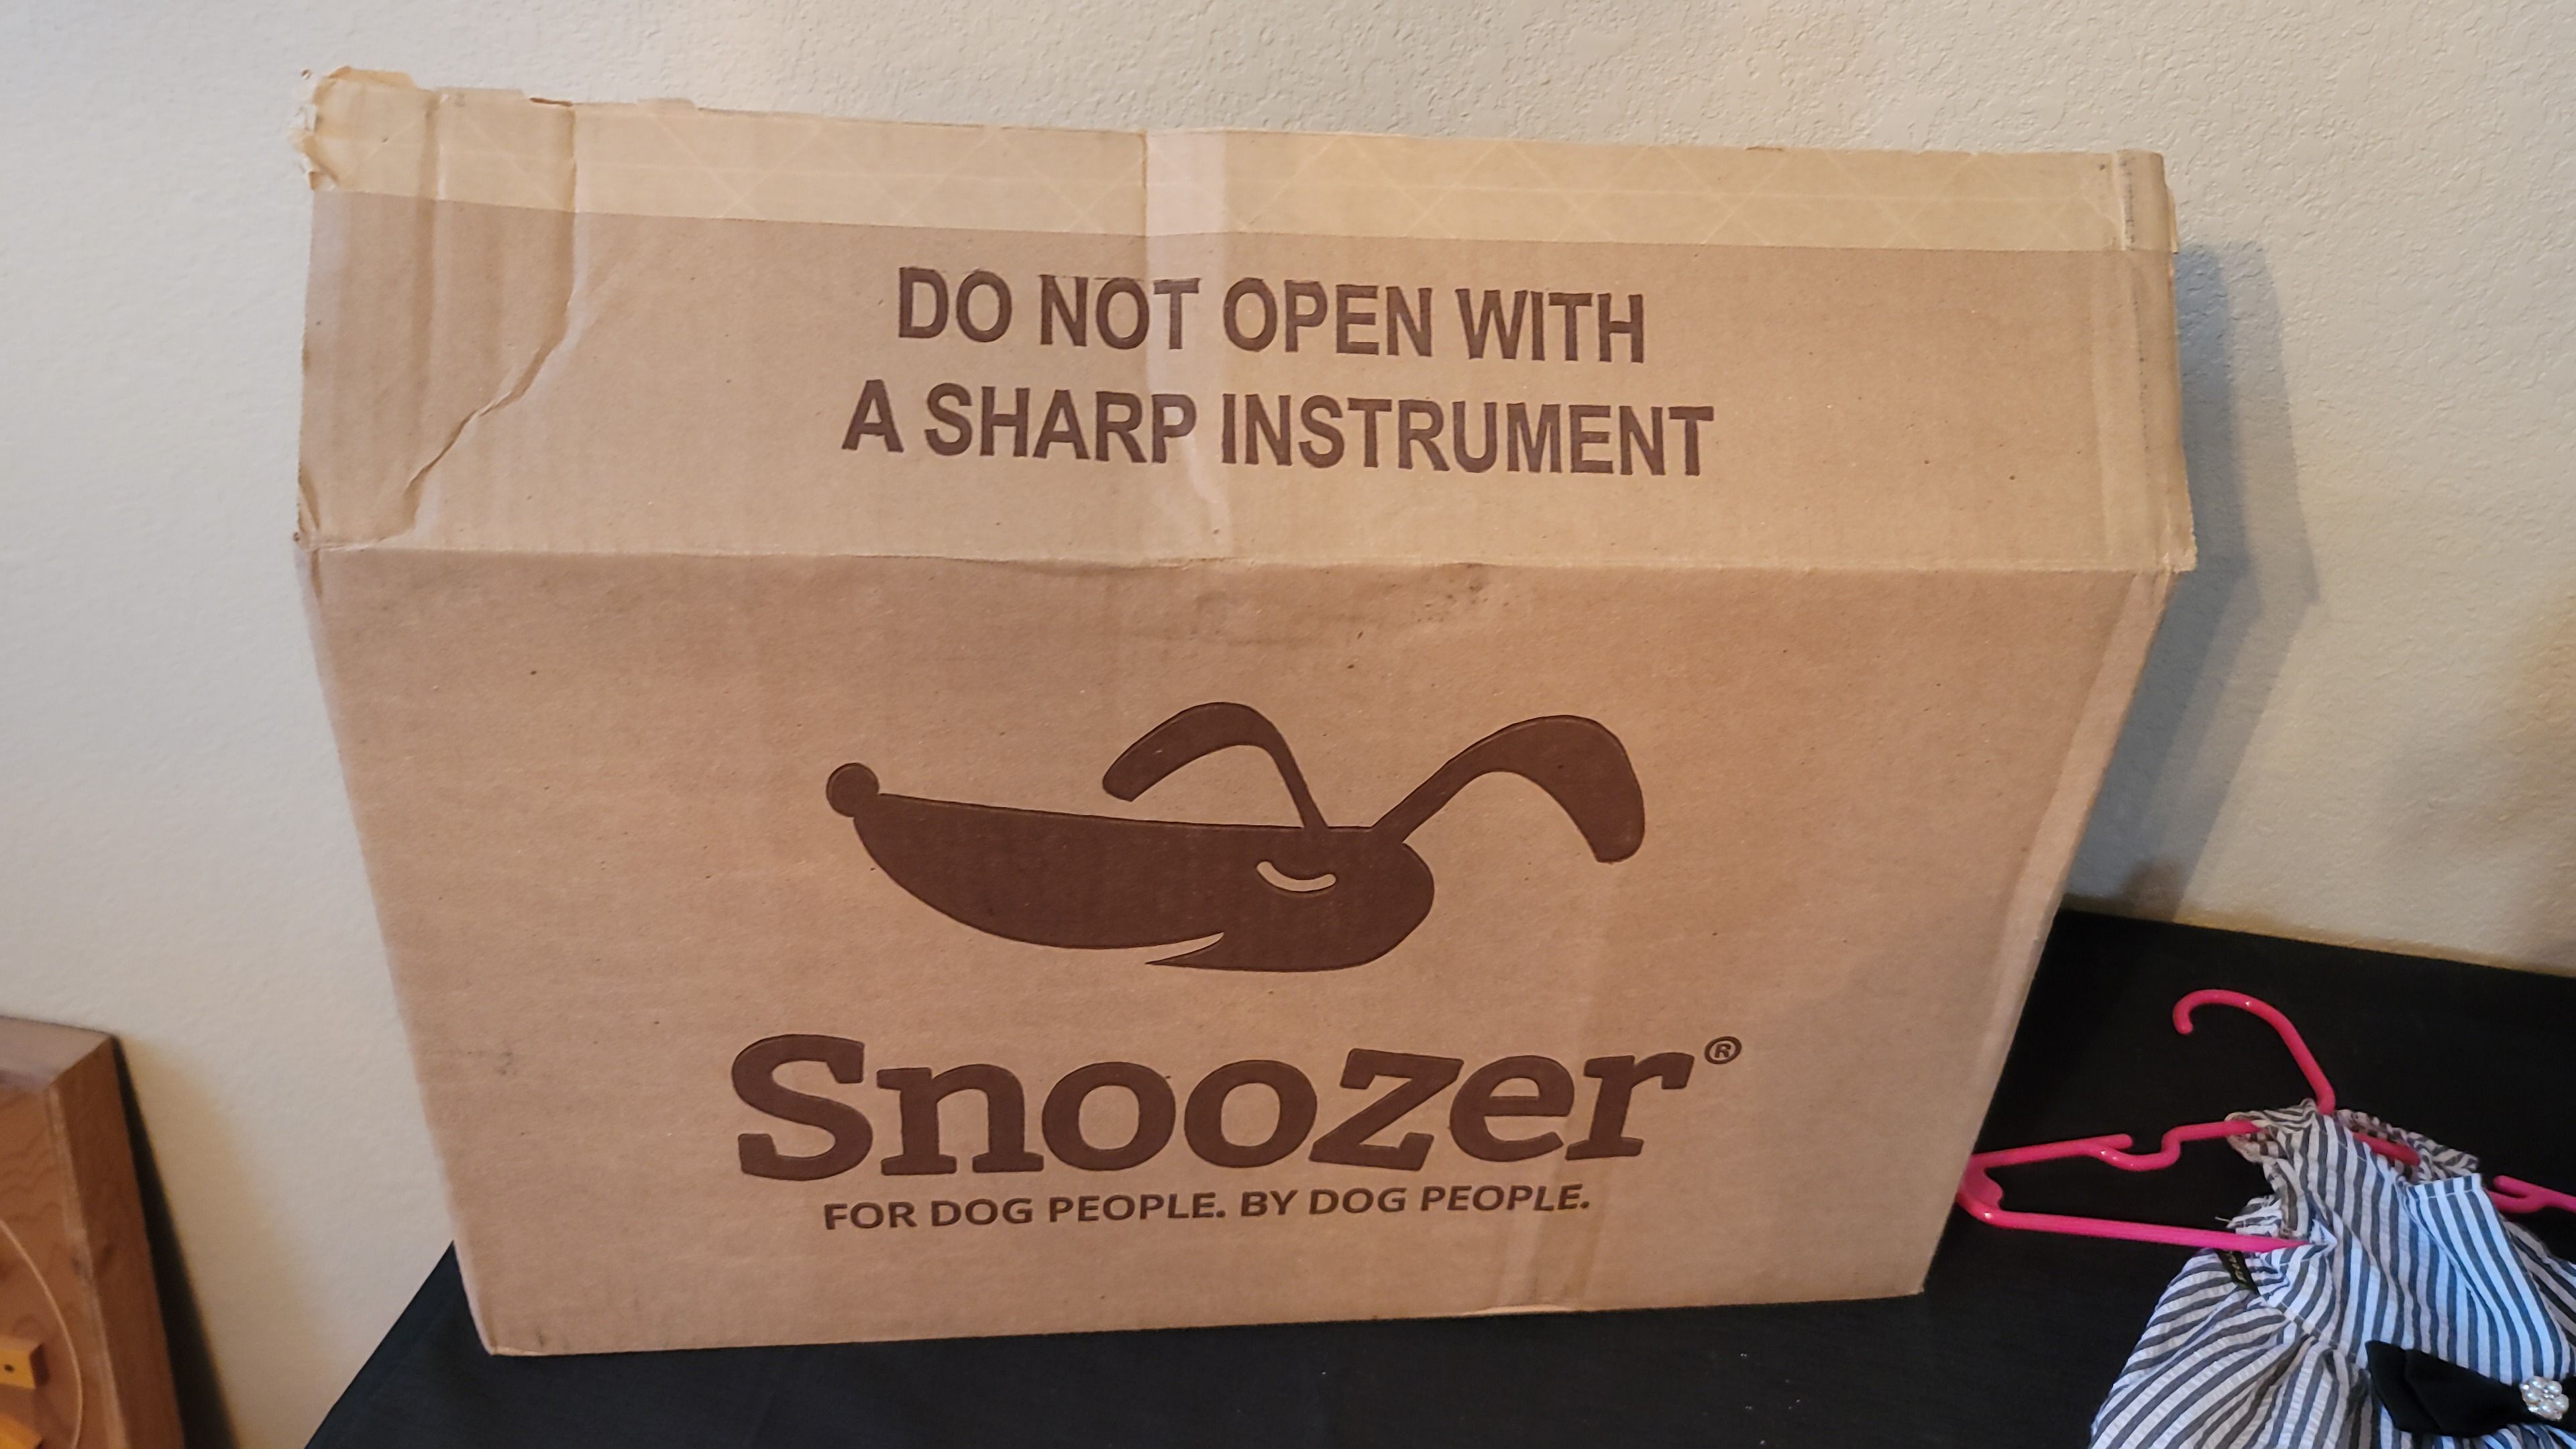 DO NOT OPEN WITH
A SHARP INSTRUMENT
Snoozer®
FOR DOG PEOPLE. BY DOG PEOPLE.